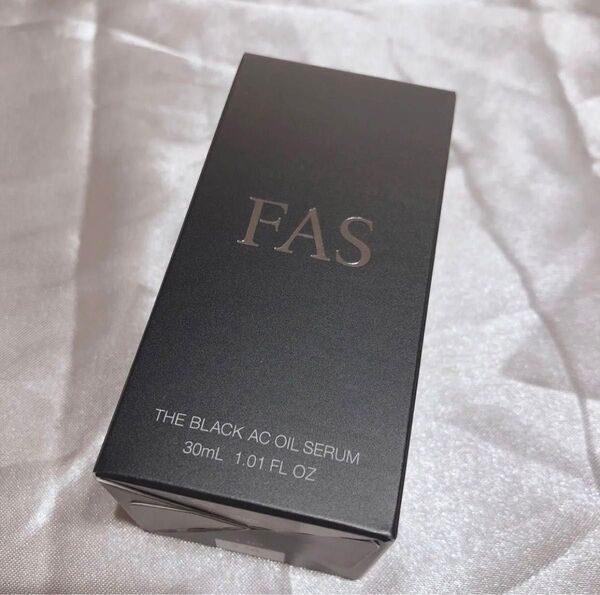 FAS
THE BLACK AC OIL SERUM
30mL 1.01 FL OZ